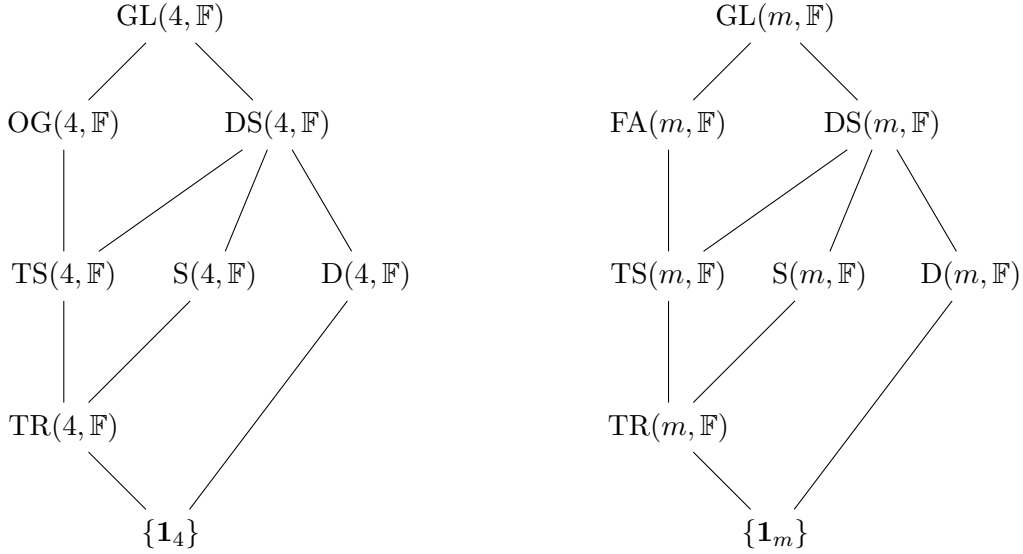 GL(4, 𝔽) GL(m, 𝔽)
OG(4, 𝔽) DS(4, 𝔽) FA(m, 𝔽) DS(m, 𝔽)
TS(4, 𝔽) S(4, 𝔽) D(4, 𝔽) TS(m, 𝔽) S(m, 𝔽) D(m, 𝔽)
TR(4, 𝔽) TR(m, 𝔽)
{𝟏₄} {𝟏ₘ}